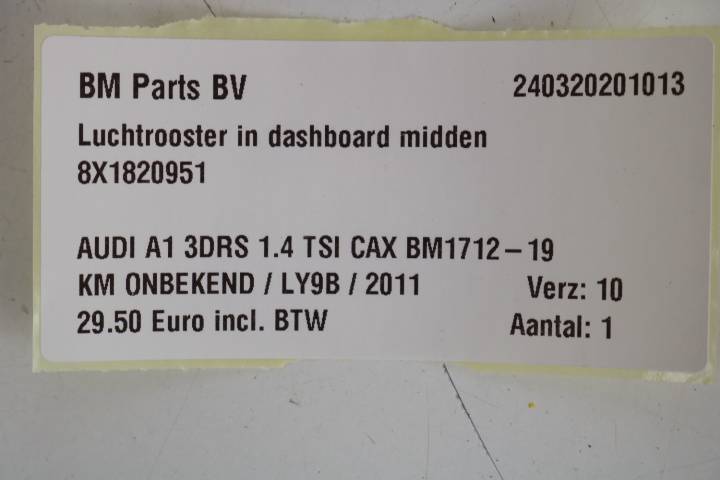 BM Parts BV 240320201013
Luchtrooster in dashboard midden
8X1820951
AUDI A1 3DRS 1.4 TSI CAX BM1712-19
KM ONBEKEND / LY9B / 2011 Verz: 10
29.50 Euro incl. BTW Aantal: 1